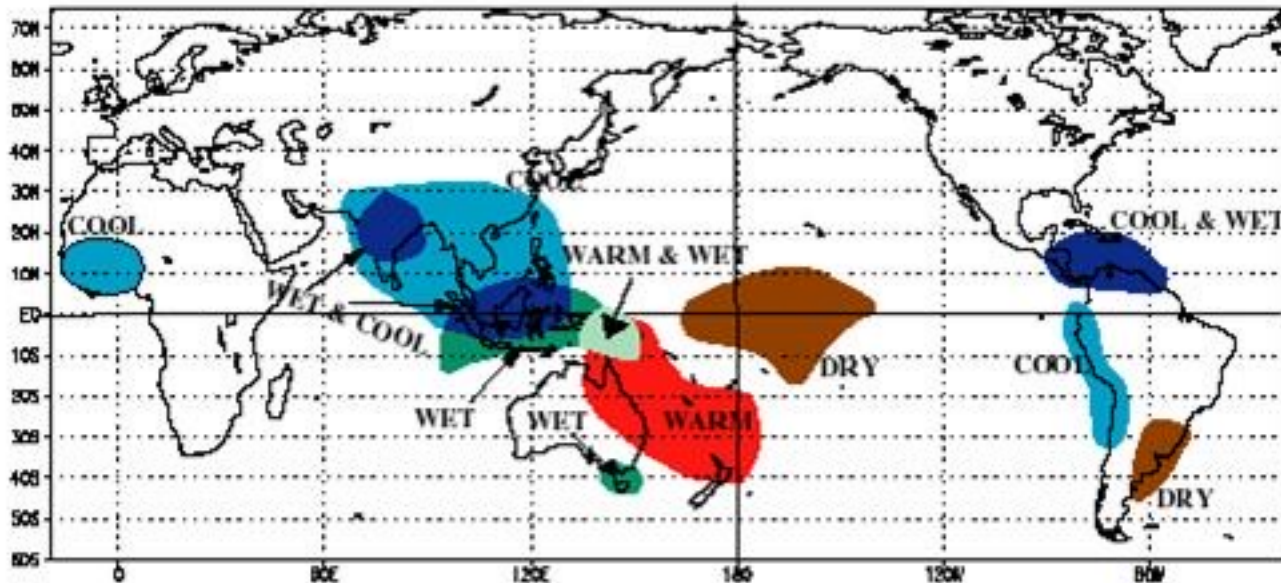 70N
60N
50N
40N
30N
COOL
COOL
20N
COOL & WET
WARM & WET
10N
EQ
WET & COOL
10S
COOL
DRY
20S
WET
WET
WARM
30S
40S
DRY
50S
60S
0
60E
120E
180
120W
60W